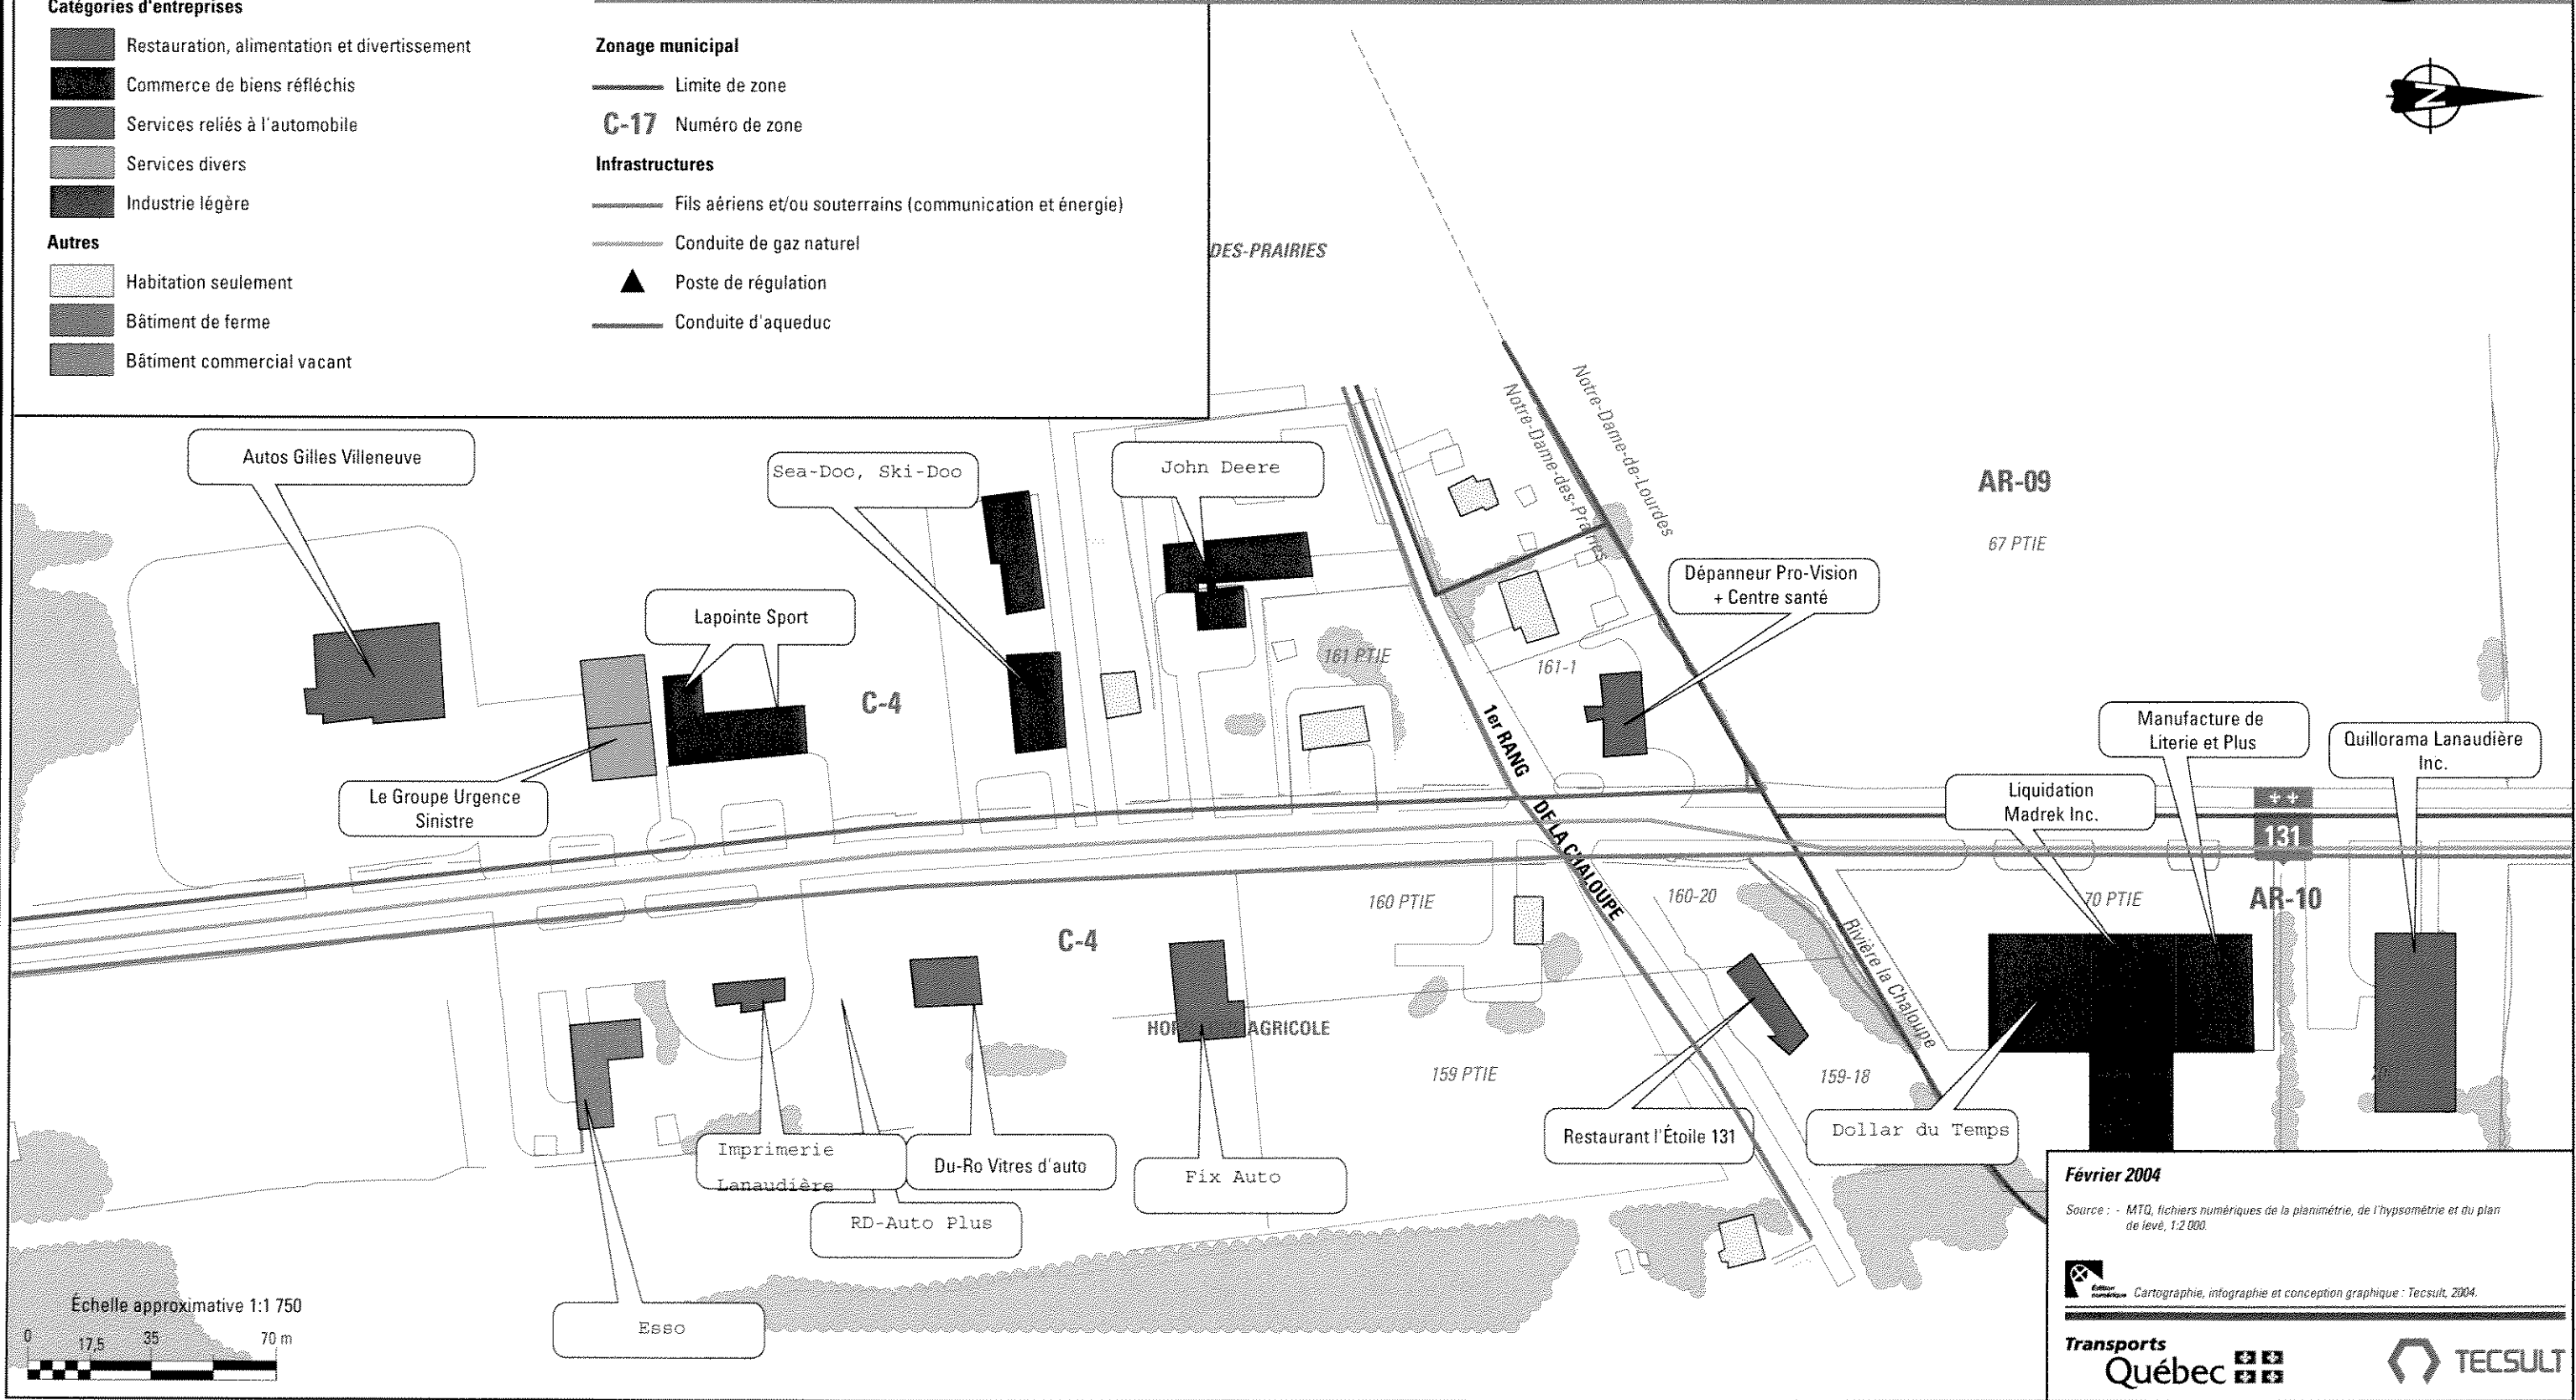 Catégories d'entreprises
Restauration, alimentation et divertissement
Commerce de biens réfléchis
Services reliés à l'automobile
Services divers
Industrie légère
Autres
Habitation seulement
Bâtiment de ferme
Bâtiment commercial vacant
Zonage municipal
Limite de zone
C-17 Numéro de zone
Infrastructures
Fils aériens et/ou souterrains (communication et énergie)
Conduite de gaz naturel
Poste de régulation
Conduite d'aqueduc
DES-PRAIRIES
N
Notre-Dame-des-Prairies
Notre-Dame-de-Lourdes
AR-09
67 PTIE
Autos Gilles Villeneuve
Sea-Doo, Ski-Doo
John Deere
Lapointe Sport
Dépanneur Pro-Vision
+ Centre santé
161 PTIE
161-1
C-4
Le Groupe Urgence
Sinistre
1er RANG DE LA CHALOUPE
Manufacture de
Literie et Plus
Quillorama Lanaudière
Inc.
Liquidation
Madrek Inc.
131
160 PTIE
160-20
70 PTIE
AR-10
C-4
Rivière la Chaloupe
AGRICOLE
159 PTIE
159-18
Imprimerie
Lanaudière
Du-Ro Vitres d'auto
Fix Auto
Restaurant l'Étoile 131
Dollar du Temps
RD-Auto Plus
Esso
Échelle approximative 1:1 750
0 17,5 35 70 m
Février 2004
Source : - MTQ, fichiers numériques de la planimétrie, de l'hypsométrie et du plan
de levé, 1:2 000.
Édition
numérique
Cartographie, infographie et conception graphique : Tecsult, 2004.
Transports
Québec
TECSULT